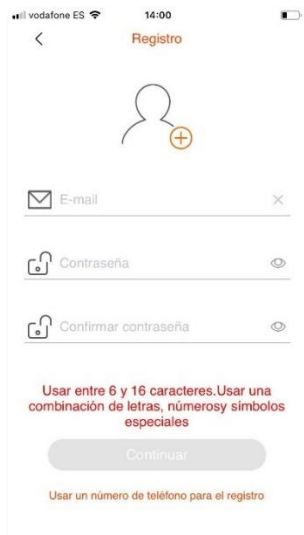 vodafone ES 14:00
Registro
E-mail
Contraseña
Confirmar contraseña
Usar entre 6 y 16 caracteres.Usar una
combinación de letras, númerosy símbolos
especiales
Continuar
Usar un número de teléfono para el registro